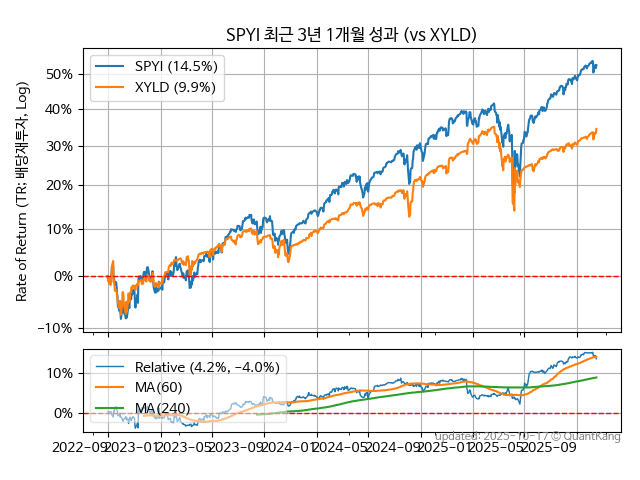 SPYI 최근 3년 1개월 성과 (vs XYLD)
Rate of Return (TR: 배당재투자, Log)
SPYI (14.5%)
XYLD (9.9%)
50%
40%
30%
20%
10%
0%
−10%
Relative (4.2%, −4.0%)
MA(60)
MA(240)
10%
0%
2022-09
2023-01
2023-05
2023-09
2024-01
2024-05
2024-09
2025-01
2025-05
2025-09
updated: 2025-10-17 © QuantKang